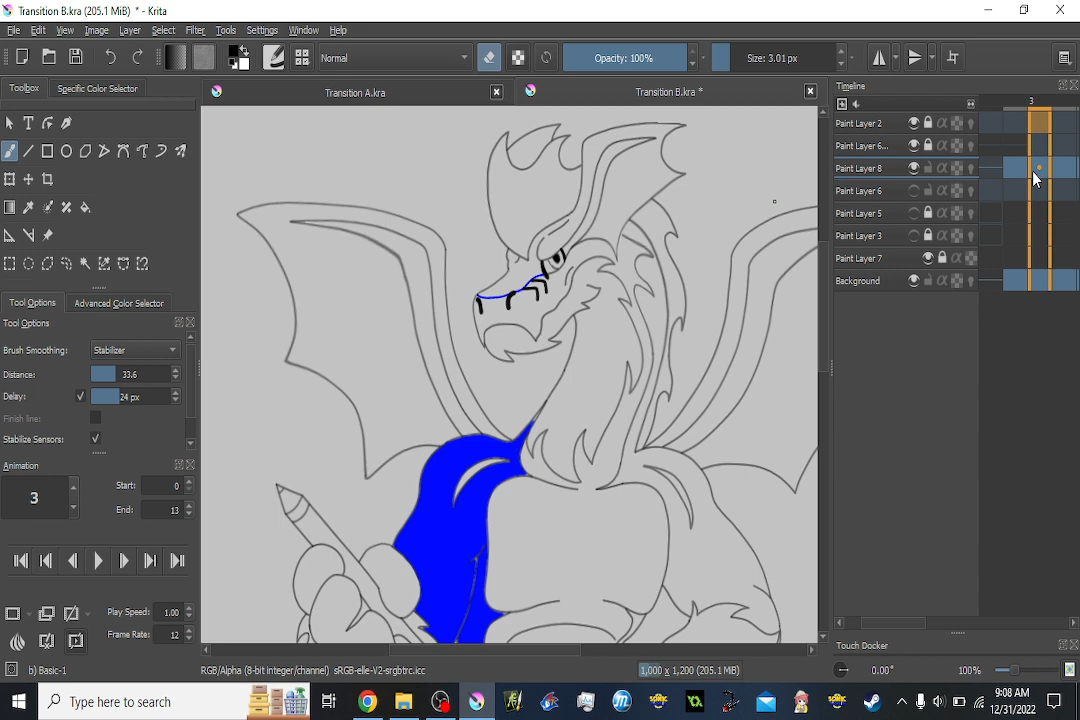 Transition B.kra (205.1 MiB) * - Krita
File Edit View Image Layer Select Filter Tools Settings Window Help
Normal Opacity: 100% Size: 3.01 px
Toolbox Specific Color Selector Transition A.kra Transition B.kra * Timeline
3
Paint Layer 2
Paint Layer 6...
Paint Layer 8
Paint Layer 6
Paint Layer 5
Paint Layer 3
Paint Layer 7
Background
Tool Options Advanced Color Selector
Tool Options
Brush Smoothing: Stabilizer
Distance: 33.6
Delay: 24 px
Finish line:
Stabilize Sensors:
Animation
3 Start: 0
End: 13
Play Speed: 1.00
Frame Rate: 12
Touch Docker
b) Basic-1 RGB/Alpha (8-bit integer/channel) sRGB-elle-V2-srgbtrc.icc 1,000 x 1,200 (205.1 MiB) 0.00° 100%
Type here to search
9:08 AM
12/31/2022